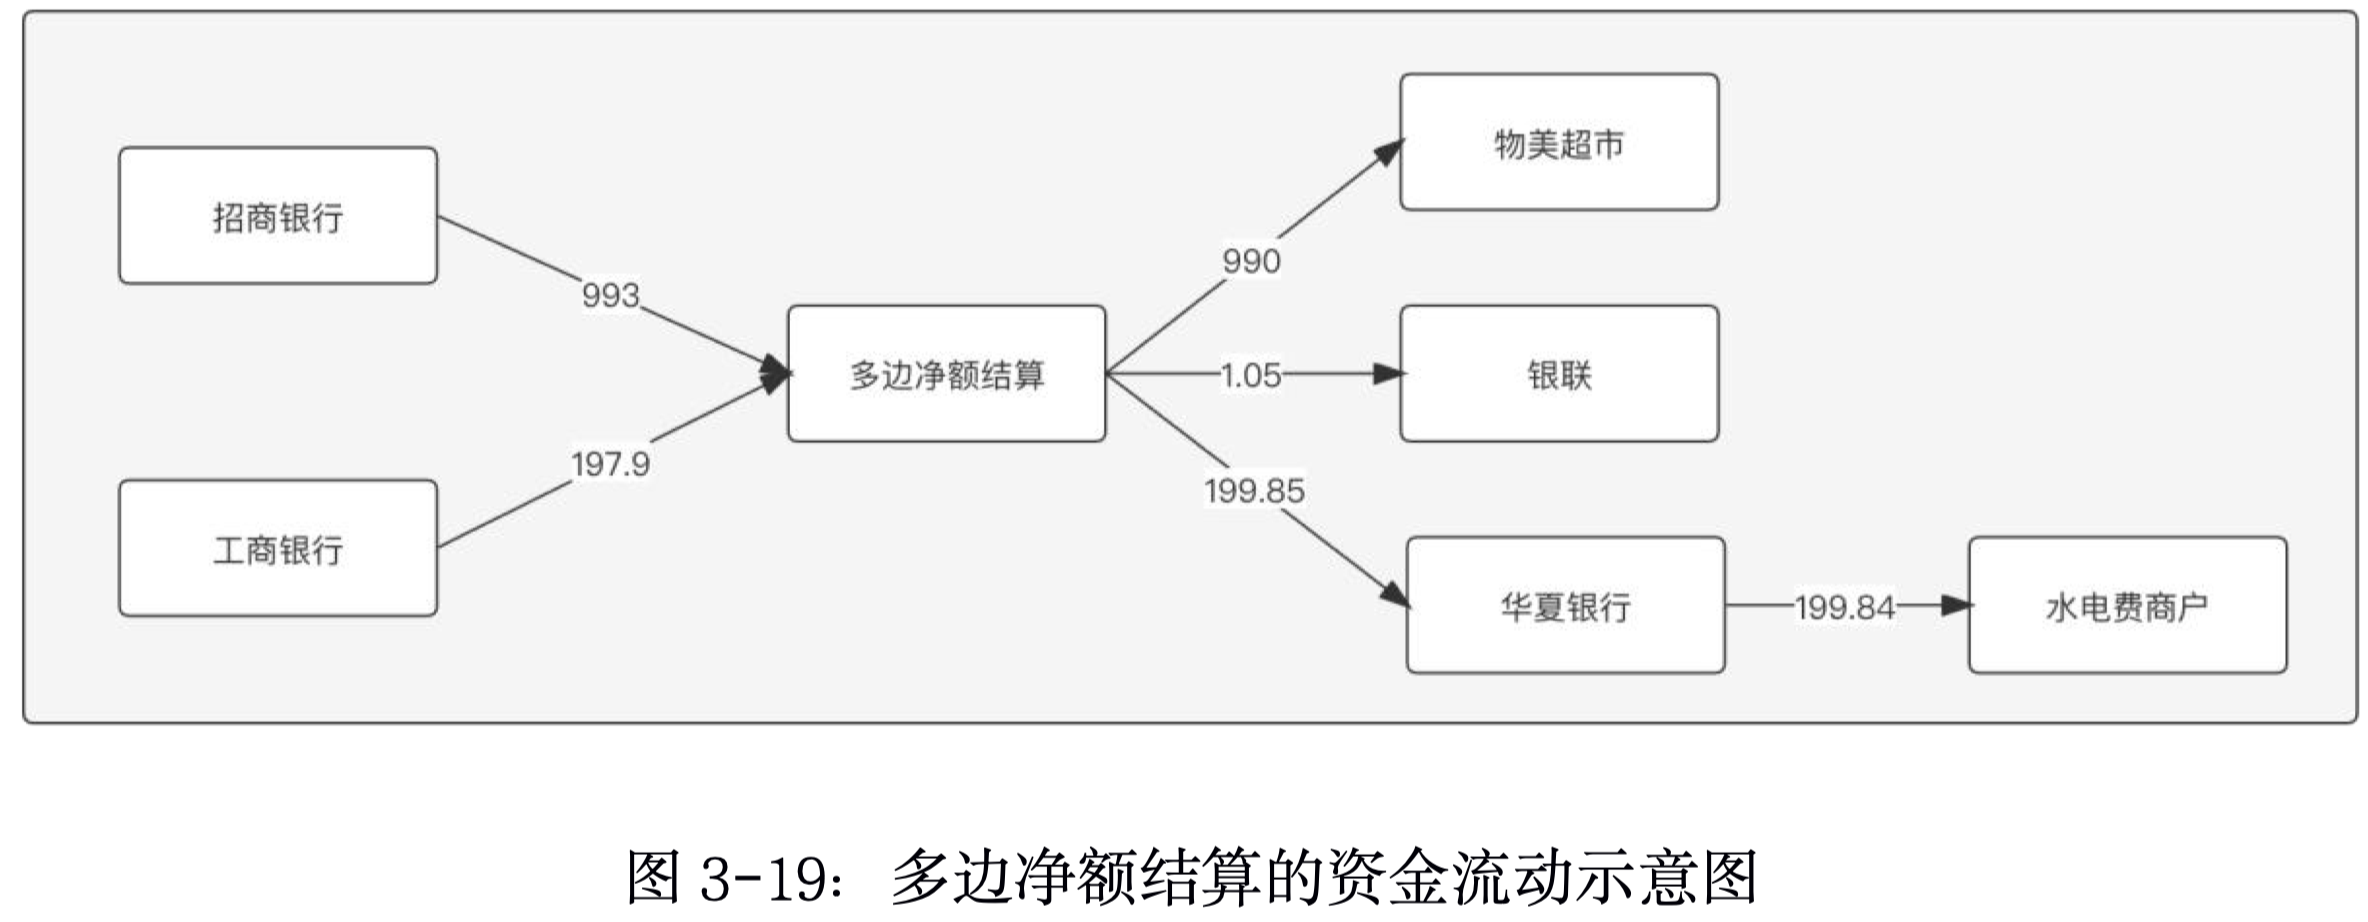 物美超市
招商银行
990
993
多边净额结算
1.05
银联
197.9
199.85
工商银行
华夏银行
199.84
水电费商户
图 3-19: 多边净额结算的资金流动示意图